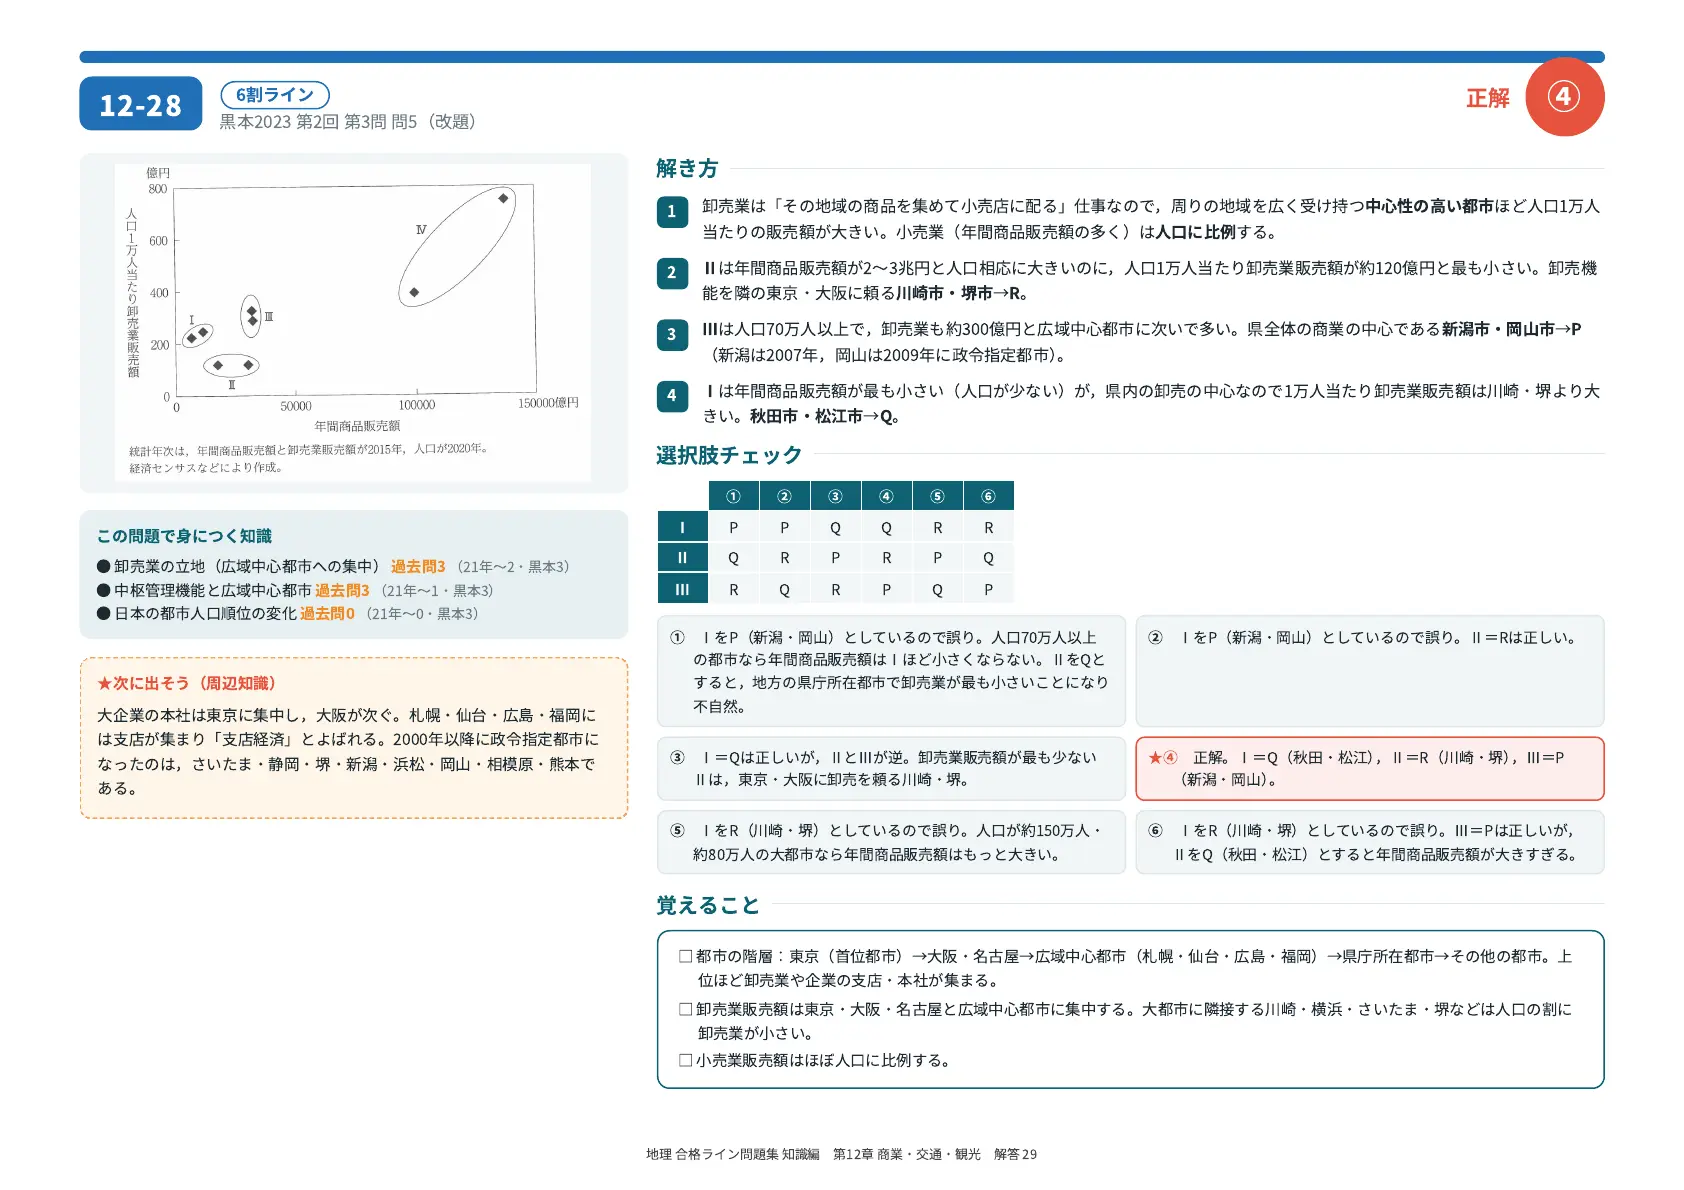 12-28
6割ライン
黒本2023 第2回 第3問 問5（改題）
正解 ④
億円
800
600
400
200
0
人口1万人当たり卸売業販売額
Ⅰ
Ⅱ
Ⅲ
Ⅳ
0 50000 100000 150000億円
年間商品販売額
統計年次は，年間商品販売額と卸売業販売額が2015年，人口が2020年。
経済センサスなどにより作成。
この問題で身につく知識
●卸売業の立地（広域中心都市への集中） 過去問3 （21年〜2・黒本3）
●中枢管理機能と広域中心都市 過去問3 （21年〜1・黒本3）
●日本の都市人口順位の変化 過去問0 （21年〜0・黒本3）
★次に出そう（周辺知識）
大企業の本社は東京に集中し，大阪が次ぐ。札幌・仙台・広島・福岡に
は支店が集まり「支店経済」とよばれる。2000年以降に政令指定都市に
なったのは，さいたま・静岡・堺・新潟・浜松・岡山・相模原・熊本で
ある。
解き方
1 卸売業は「その地域の商品を集めて小売店に配る」仕事なので，周りの地域を広く受け持つ中心性の高い都市ほど人口1万人
当たりの販売額が大きい。小売業（年間商品販売額の多く）は人口に比例する。
2 Ⅱは年間商品販売額が2〜3兆円と人口相応に大きいのに，人口1万人当たり卸売業販売額が約120億円と最も小さい。卸売機
能を隣の東京・大阪に頼る川崎市・堺市→R。
3 Ⅲは人口70万人以上で，卸売業も約300億円と広域中心都市に次いで多い。県全体の商業の中心である新潟市・岡山市→P
（新潟は2007年，岡山は2009年に政令指定都市）。
4 Ⅰは年間商品販売額が最も小さい（人口が少ない）が，県内の卸売の中心なので1万人当たり卸売業販売額は川崎・堺より大
きい。秋田市・松江市→Q。
選択肢チェック
① ② ③ ④ ⑤ ⑥
Ⅰ P P Q Q R R
Ⅱ Q R P R P Q
Ⅲ R Q R P Q P
① ⅠをP（新潟・岡山）としているので誤り。人口70万人以上
の都市なら年間商品販売額はⅠほど小さくならない。ⅡをQと
すると，地方の県庁所在都市で卸売業が最も小さいことになり
不自然。
② ⅠをP（新潟・岡山）としているので誤り。Ⅱ＝Rは正しい。
③ Ⅰ＝Qは正しいが，ⅡとⅢが逆。卸売業販売額が最も少ない
Ⅱは，東京・大阪に卸売を頼る川崎・堺。
★④ 正解。Ⅰ＝Q（秋田・松江），Ⅱ＝R（川崎・堺），Ⅲ＝P
（新潟・岡山）。
⑤ ⅠをR（川崎・堺）としているので誤り。人口が約150万人・
約80万人の大都市なら年間商品販売額はもっと大きい。
⑥ ⅠをR（川崎・堺）としているので誤り。Ⅲ＝Pは正しいが，
ⅡをQ（秋田・松江）とすると年間商品販売額が大きすぎる。
覚えること
□都市の階層：東京（首位都市）→大阪・名古屋→広域中心都市（札幌・仙台・広島・福岡）→県庁所在都市→その他の都市。上
位ほど卸売業や企業の支店・本社が集まる。
□卸売業販売額は東京・大阪・名古屋と広域中心都市に集中する。大都市に隣接する川崎・横浜・さいたま・堺などは人口の割に
卸売業が小さい。
□小売業販売額はほぼ人口に比例する。
地理 合格ライン問題集 知識編 第12章 商業・交通・観光 解答29